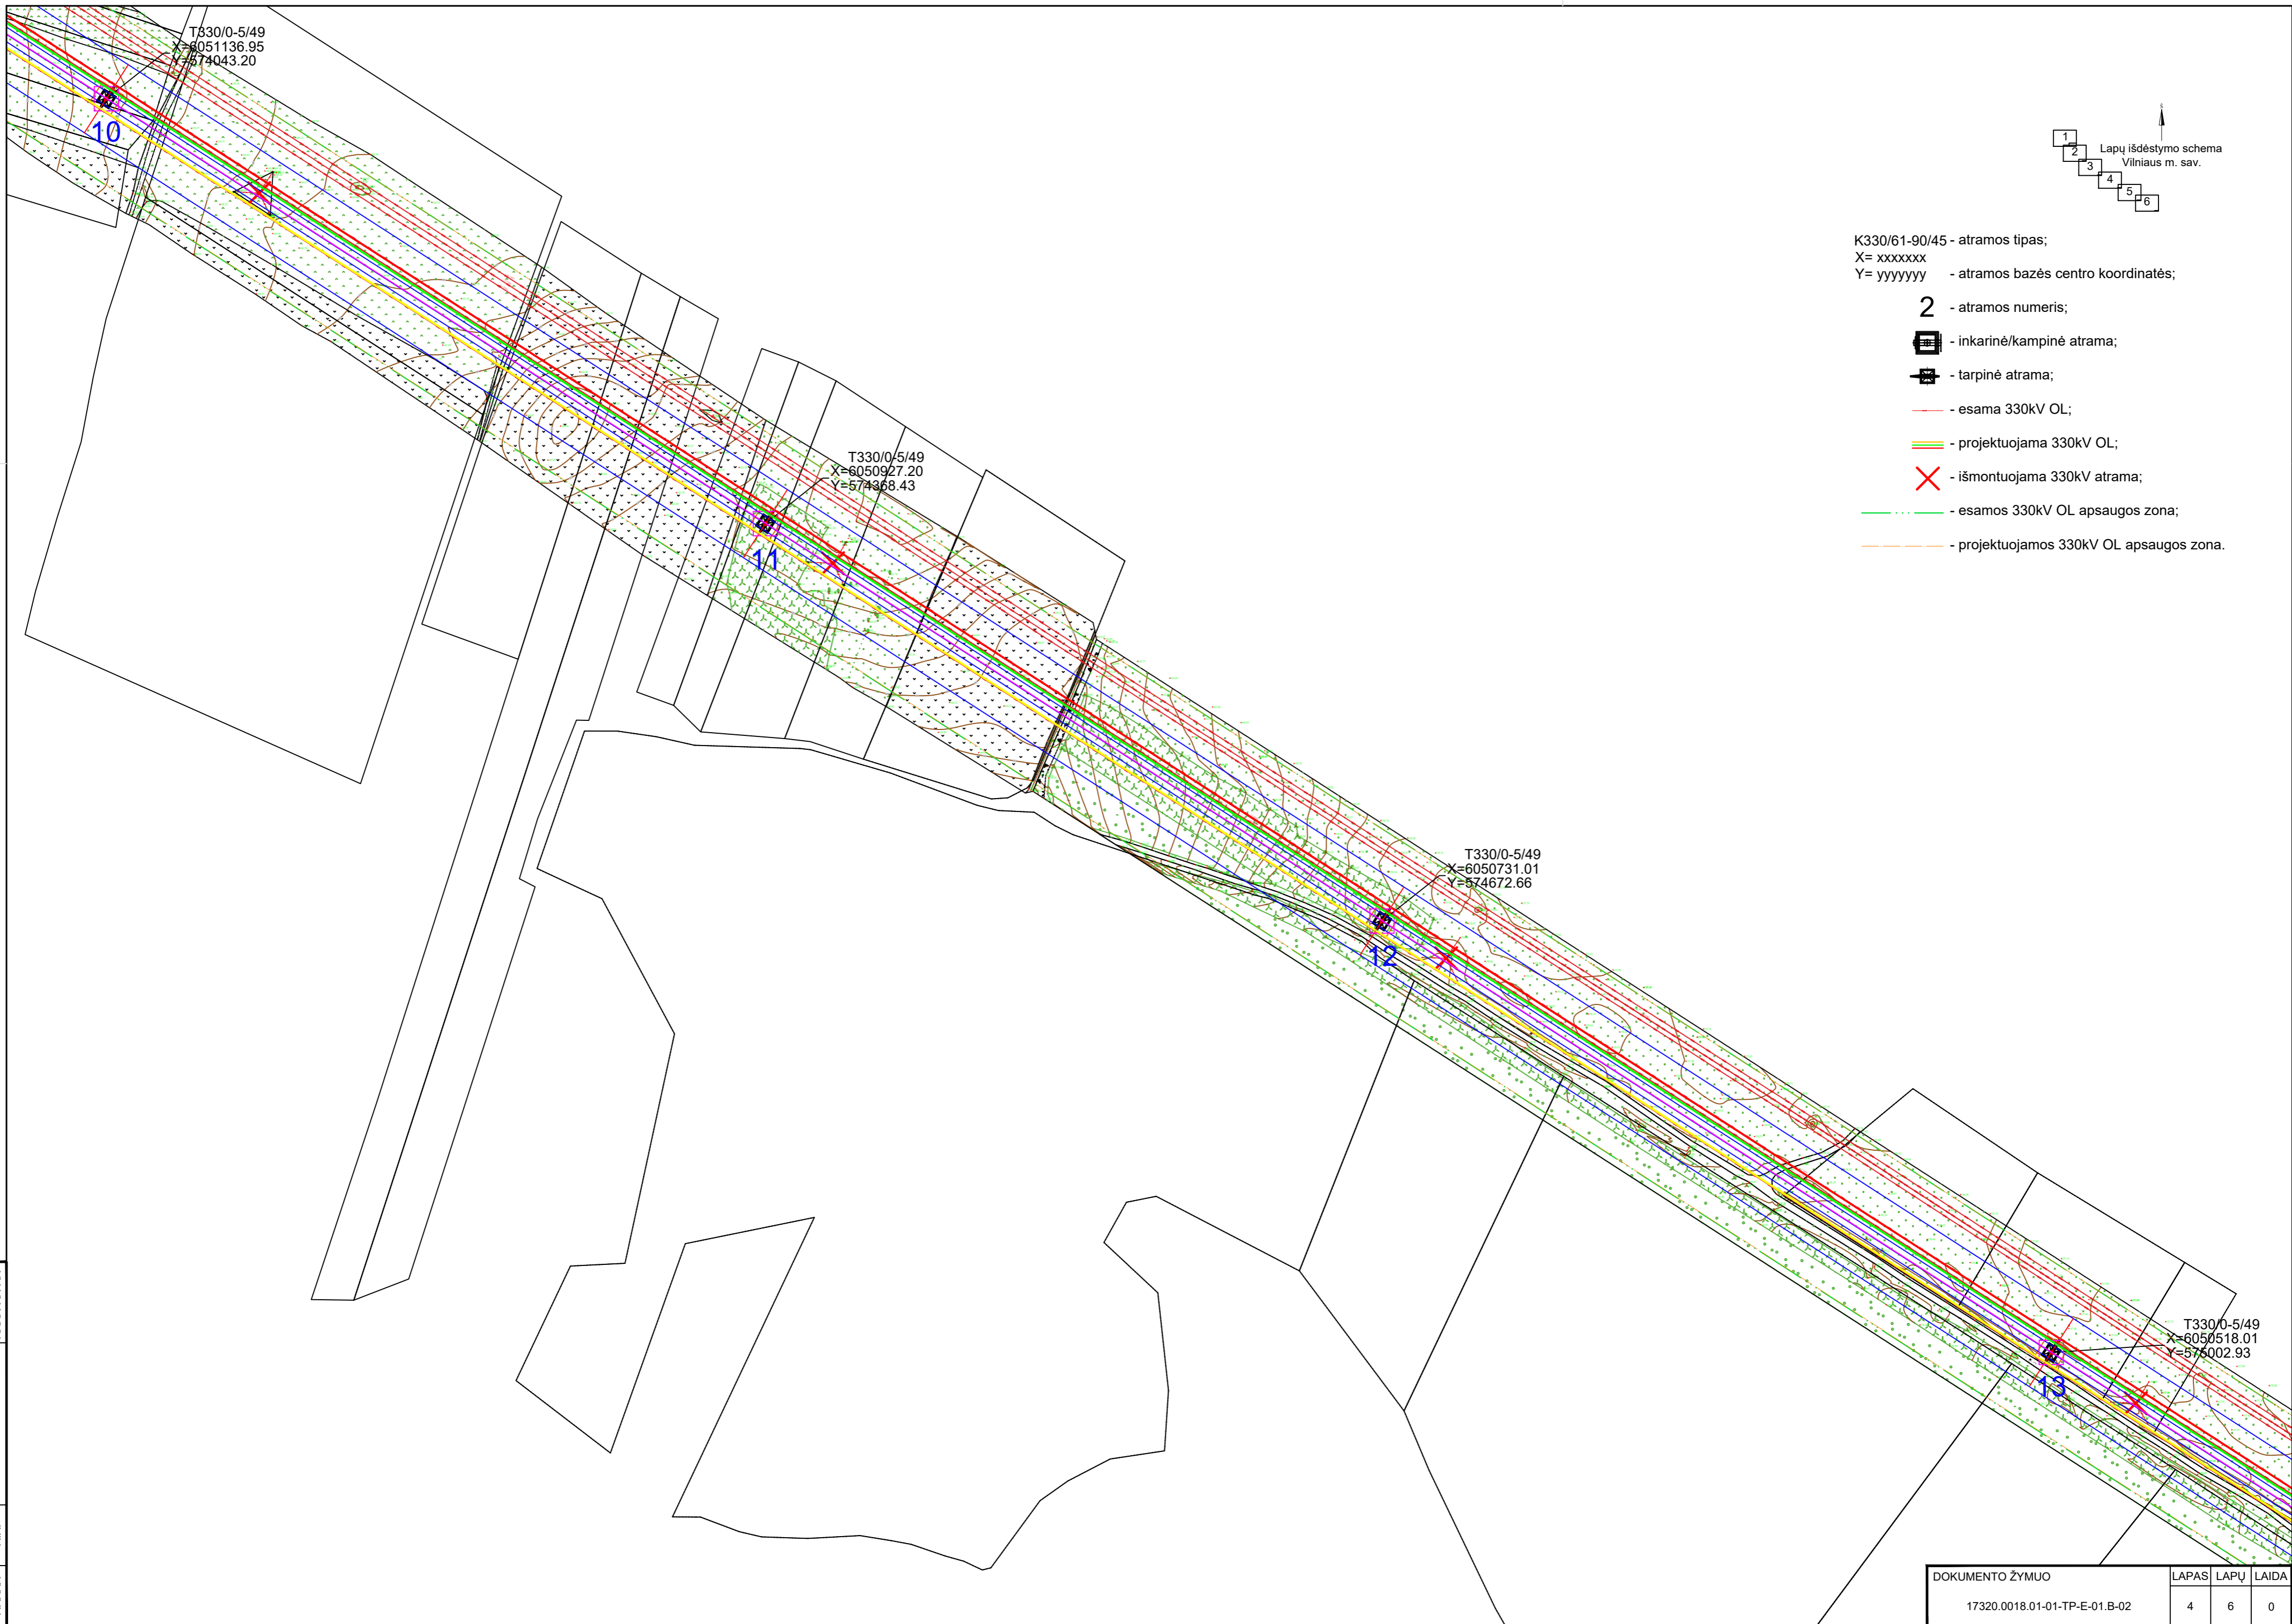 T330/0-5/49
X=6051136.95
Y=574043.20
10
1
2
3
4
5
6
Lapų išdėstymo schema
Vilniaus m. sav.
K330/61-90/45 - atramos tipas;
X= xxxxxxx
Y= yyyyyyy - atramos bazės centro koordinatės;
2 - atramos numeris;
- inkarinė/kampinė atrama;
- tarpinė atrama;
- esama 330kV OL;
- projektuojama 330kV OL;
- išmontuojama 330kV atrama;
- esamos 330kV OL apsaugos zona;
- projektuojamos 330kV OL apsaugos zona.
T330/0-5/49
X=6050927.20
Y=574368.43
11
T330/0-5/49
X=6050731.01
Y=574672.66
12
T330/0-5/49
X=6050518.01
Y=575002.93
13
DOKUMENTO ŽYMUO LAPAS LAPŲ LAIDA
17320.0018.01-01-TP-E-01.B-02 4 6 0